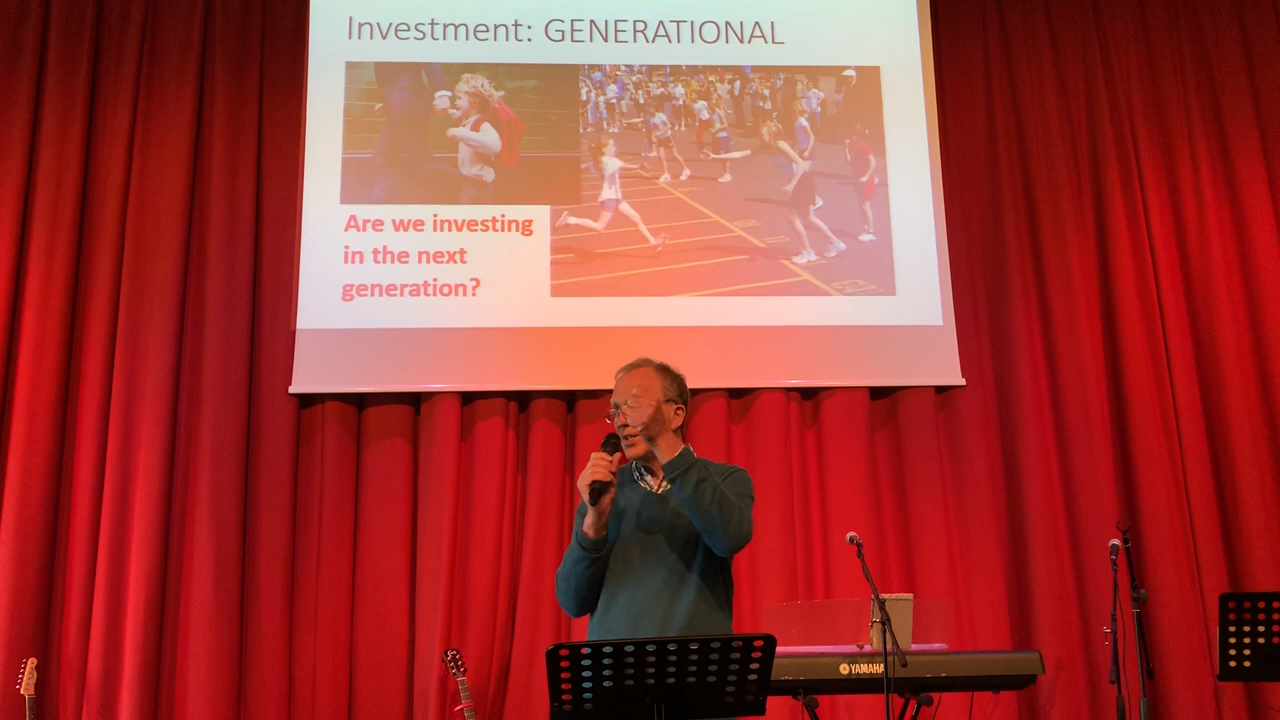 Investment: GENERATIONAL
Are we investing
in the next
generation?
YAMAHA